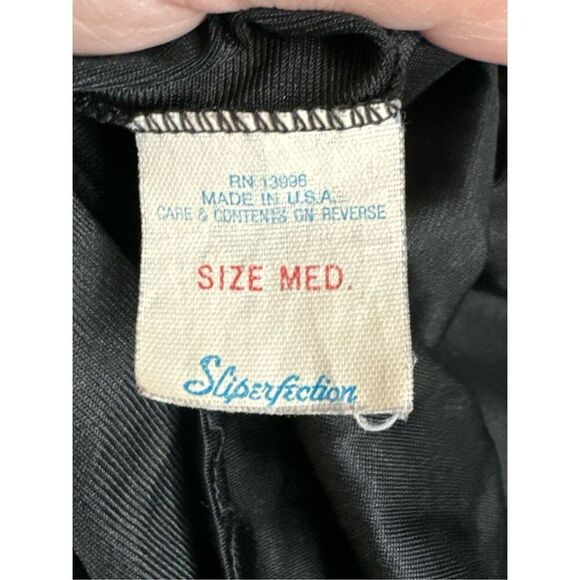 RN 13996
MADE IN U.S.A.
CARE & CONTENTS ON REVERSE
SIZE MED.
Sliperfection